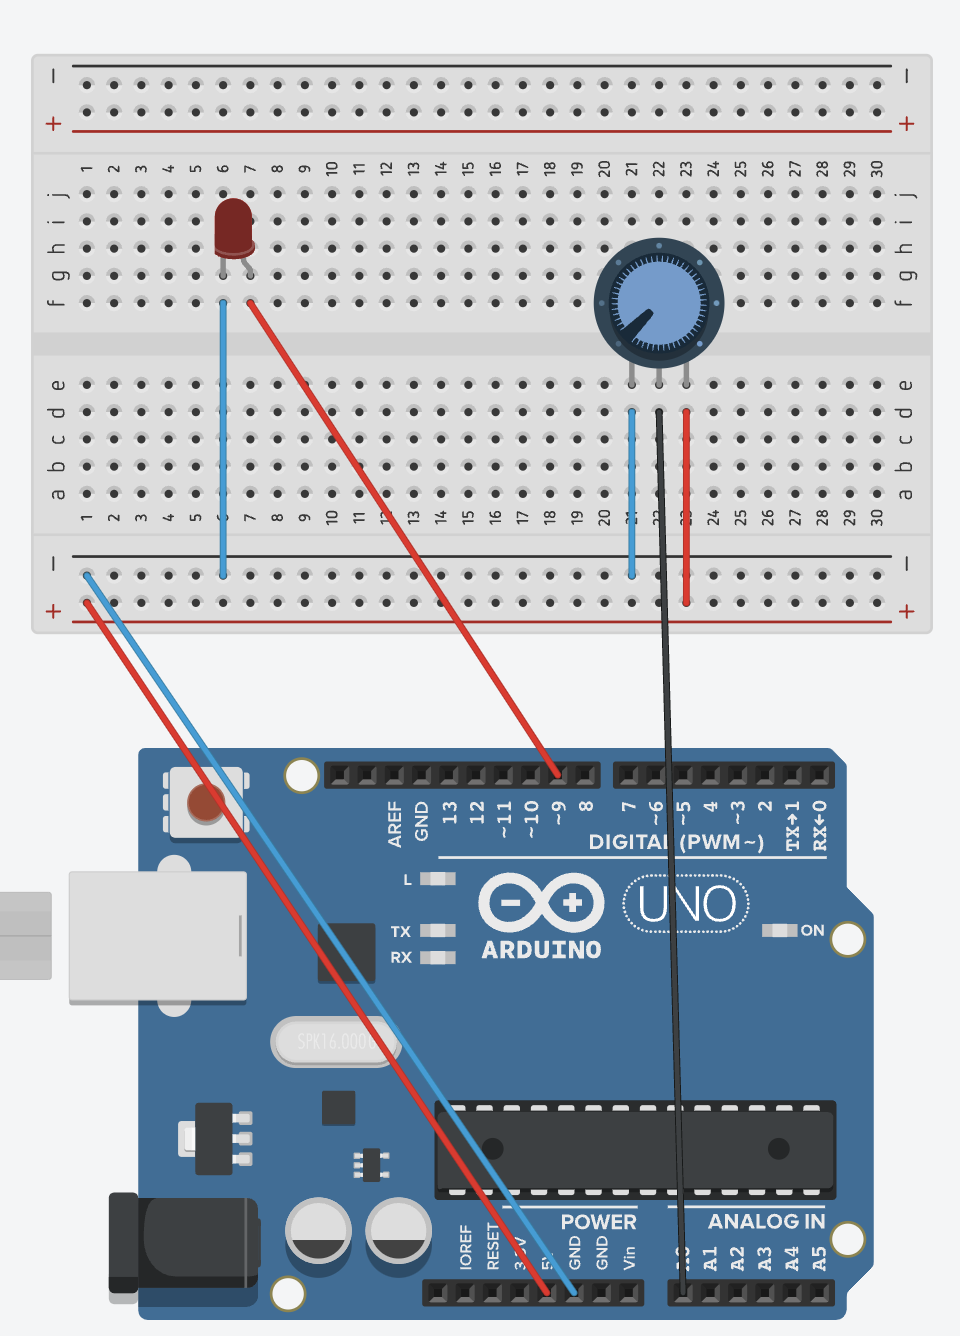 − −
+ +
1 2 3 4 5 6 7 8 9 10 11 12 13 14 15 16 17 18 19 20 21 22 23 24 25 26 27 28 29 30
j j
i i
h h
g g
f f
e e
d d
c c
b b
a a
1 2 3 4 5 6 7 8 9 10 11 12 13 14 15 16 17 18 19 20 21 22 23 24 25 26 27 28 29 30
− −
+ +
AREF GND 13 12 ~11 ~10 ~9 8 7 ~6 ~5 4 ~3 2 TX→1 RX←0
DIGITAL (PWM~)
L
UNO
TX
ON
RX
ARDUINO
SPK16.000G
POWER
ANALOG IN
IOREF RESET 3.3V 5V GND GND Vin A0 A1 A2 A3 A4 A5